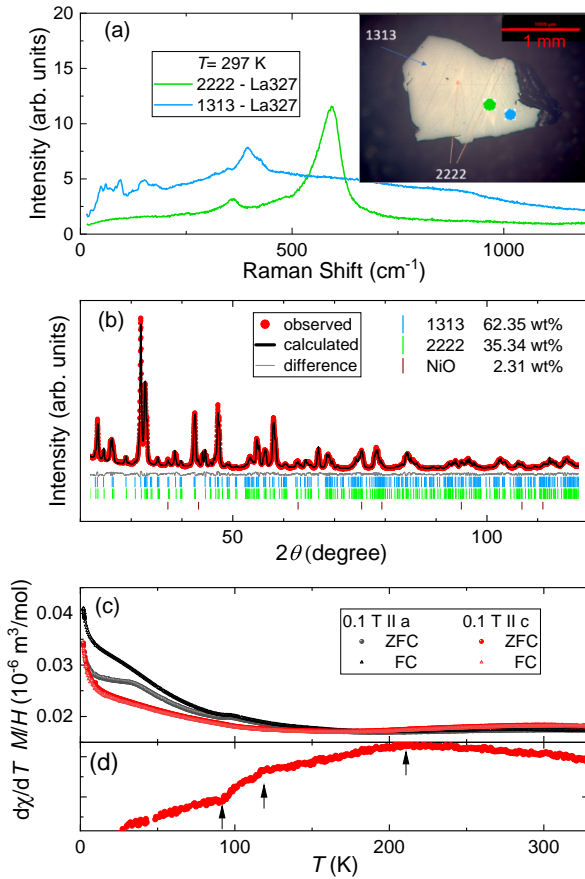 (a)
T= 297 K
2222 - La327
1313 - La327
1313
2222
1 mm
Intensity (arb. units)
25
20
15
10
5
0
0
500
1000
Raman Shift (cm⁻¹)
(b)
observed
calculated
difference
1313 62.35 wt%
2222 35.34 wt%
NiO 2.31 wt%
Intensity (arb. units)
50
100
2θ (degree)
(c)
0.1 T II a
0.1 T II c
ZFC
ZFC
FC
FC
M/H (10⁻⁶ m³/mol)
0.04
0.03
0.02
(d)
dχ/dT
0
100
200
300
T (K)